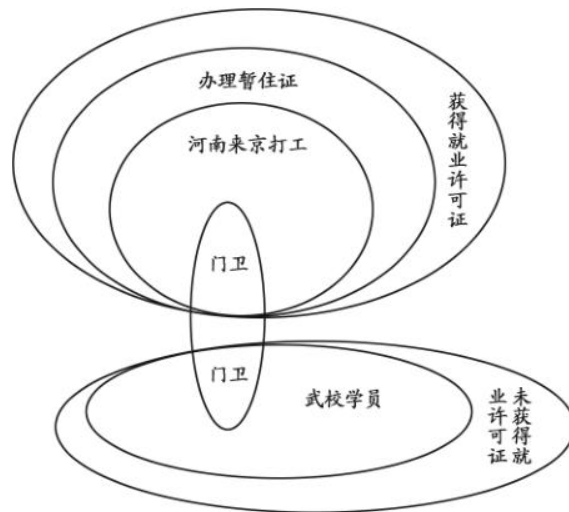 办理暂住证
河南来京打工
获得就业许可证
门卫
门卫
武校学员
未获得就
业许可证